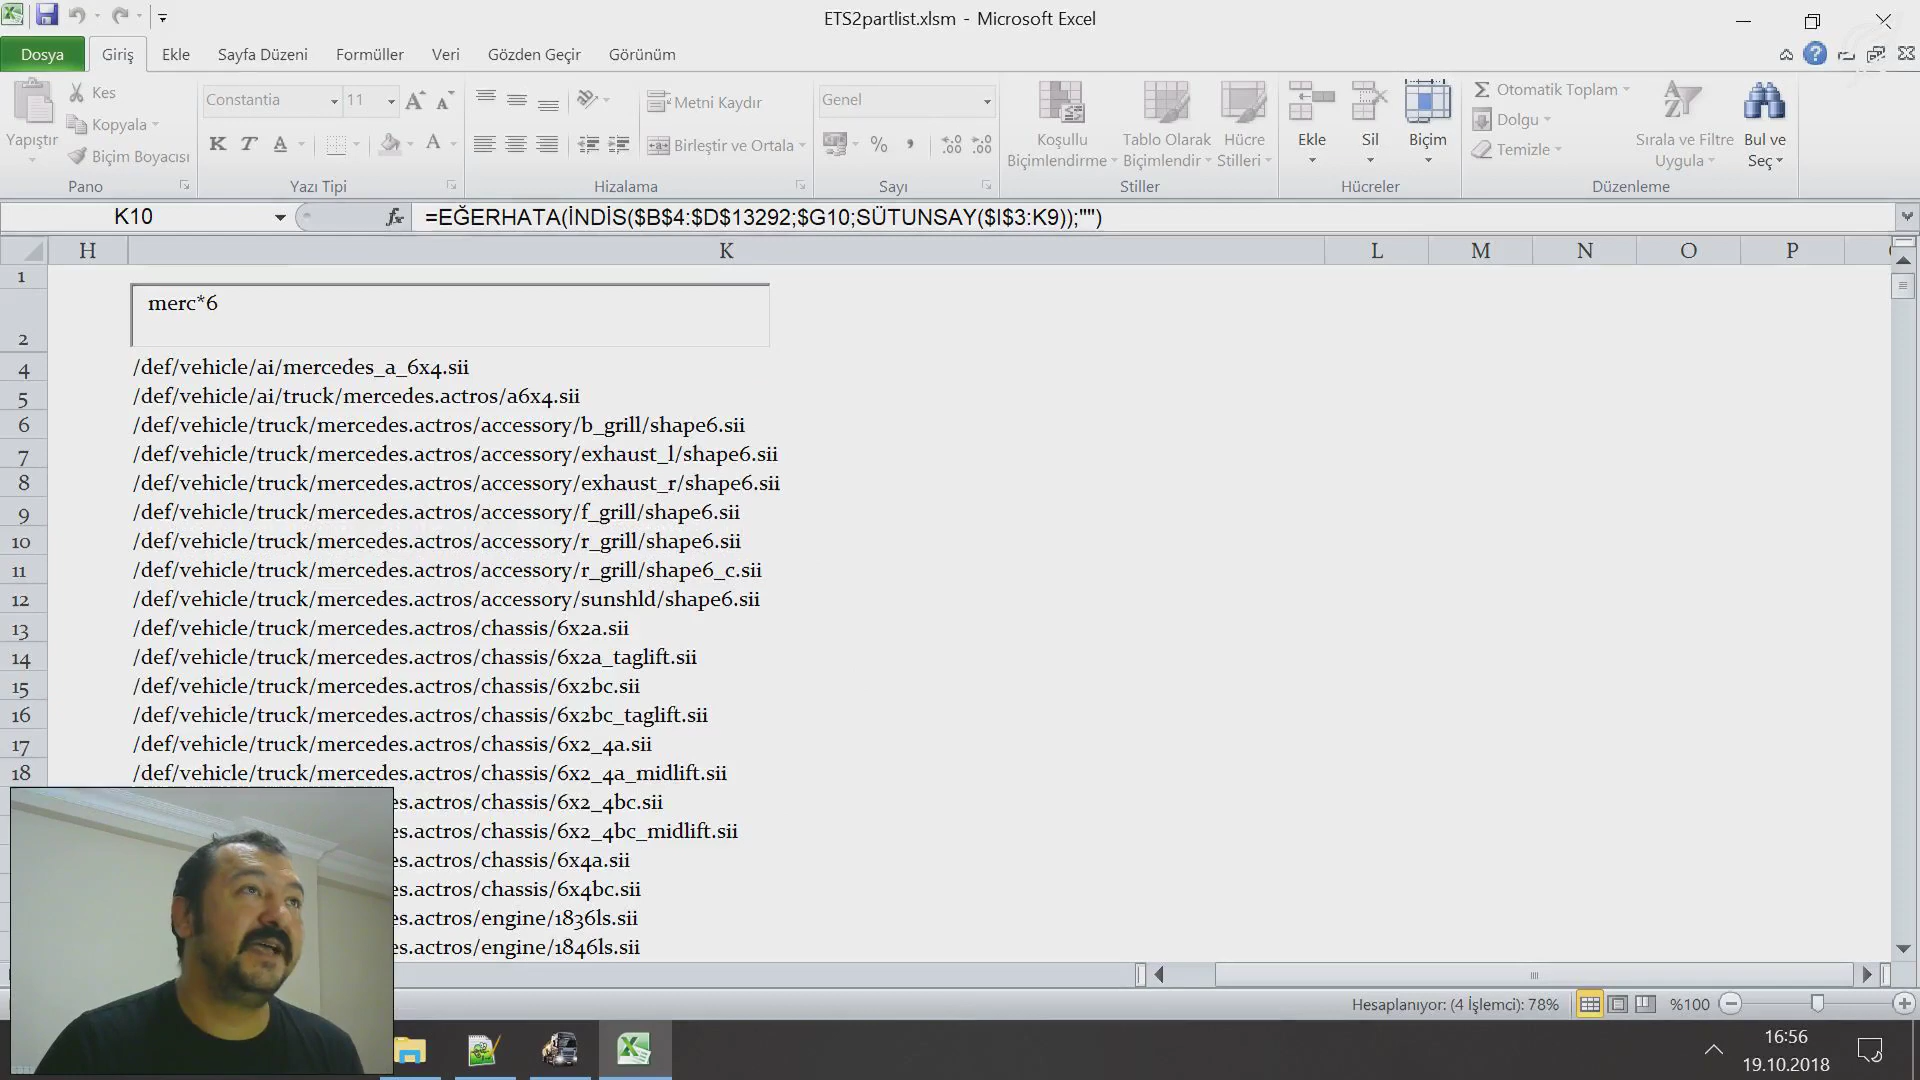 ETS2partlist.xlsm - Microsoft Excel
Dosya Giriş Ekle Sayfa Düzeni Formüller Veri Gözden Geçir Görünüm
Yapıştır
Kes
Kopyala
Biçim Boyacısı
Pano
Constantia 11
K T A
Yazı Tipi
Metni Kaydır
Birleştir ve Ortala
Hizalama
Genel
%
Sayı
Koşullu
Biçimlendirme
Tablo Olarak
Biçimlendir
Hücre
Stilleri
Stiller
Ekle Sil Biçim
Hücreler
Σ Otomatik Toplam
Dolgu
Temizle
Sırala ve Filtre
Uygula
Bul ve
Seç
Düzenleme
K10 fx =EĞERHATA(İNDİS($B$4:$D$13292;$G10;SÜTUNSAY($I$3:K9));"")
H K L M N O P
1
2 merc*6
4 /def/vehicle/ai/mercedes_a_6x4.sii
5 /def/vehicle/ai/truck/mercedes.actros/a6x4.sii
6 /def/vehicle/truck/mercedes.actros/accessory/b_grill/shape6.sii
7 /def/vehicle/truck/mercedes.actros/accessory/exhaust_l/shape6.sii
8 /def/vehicle/truck/mercedes.actros/accessory/exhaust_r/shape6.sii
9 /def/vehicle/truck/mercedes.actros/accessory/f_grill/shape6.sii
10 /def/vehicle/truck/mercedes.actros/accessory/r_grill/shape6.sii
11 /def/vehicle/truck/mercedes.actros/accessory/r_grill/shape6_c.sii
12 /def/vehicle/truck/mercedes.actros/accessory/sunshld/shape6.sii
13 /def/vehicle/truck/mercedes.actros/chassis/6x2a.sii
14 /def/vehicle/truck/mercedes.actros/chassis/6x2a_taglift.sii
15 /def/vehicle/truck/mercedes.actros/chassis/6x2bc.sii
16 /def/vehicle/truck/mercedes.actros/chassis/6x2bc_taglift.sii
17 /def/vehicle/truck/mercedes.actros/chassis/6x2_4a.sii
18 /def/vehicle/truck/mercedes.actros/chassis/6x2_4a_midlift.sii
es.actros/chassis/6x2_4bc.sii
es.actros/chassis/6x2_4bc_midlift.sii
es.actros/chassis/6x4a.sii
es.actros/chassis/6x4bc.sii
es.actros/engine/1836ls.sii
es.actros/engine/1846ls.sii
Hesaplanıyor: (4 İşlemci): 78% %100
16:56
19.10.2018